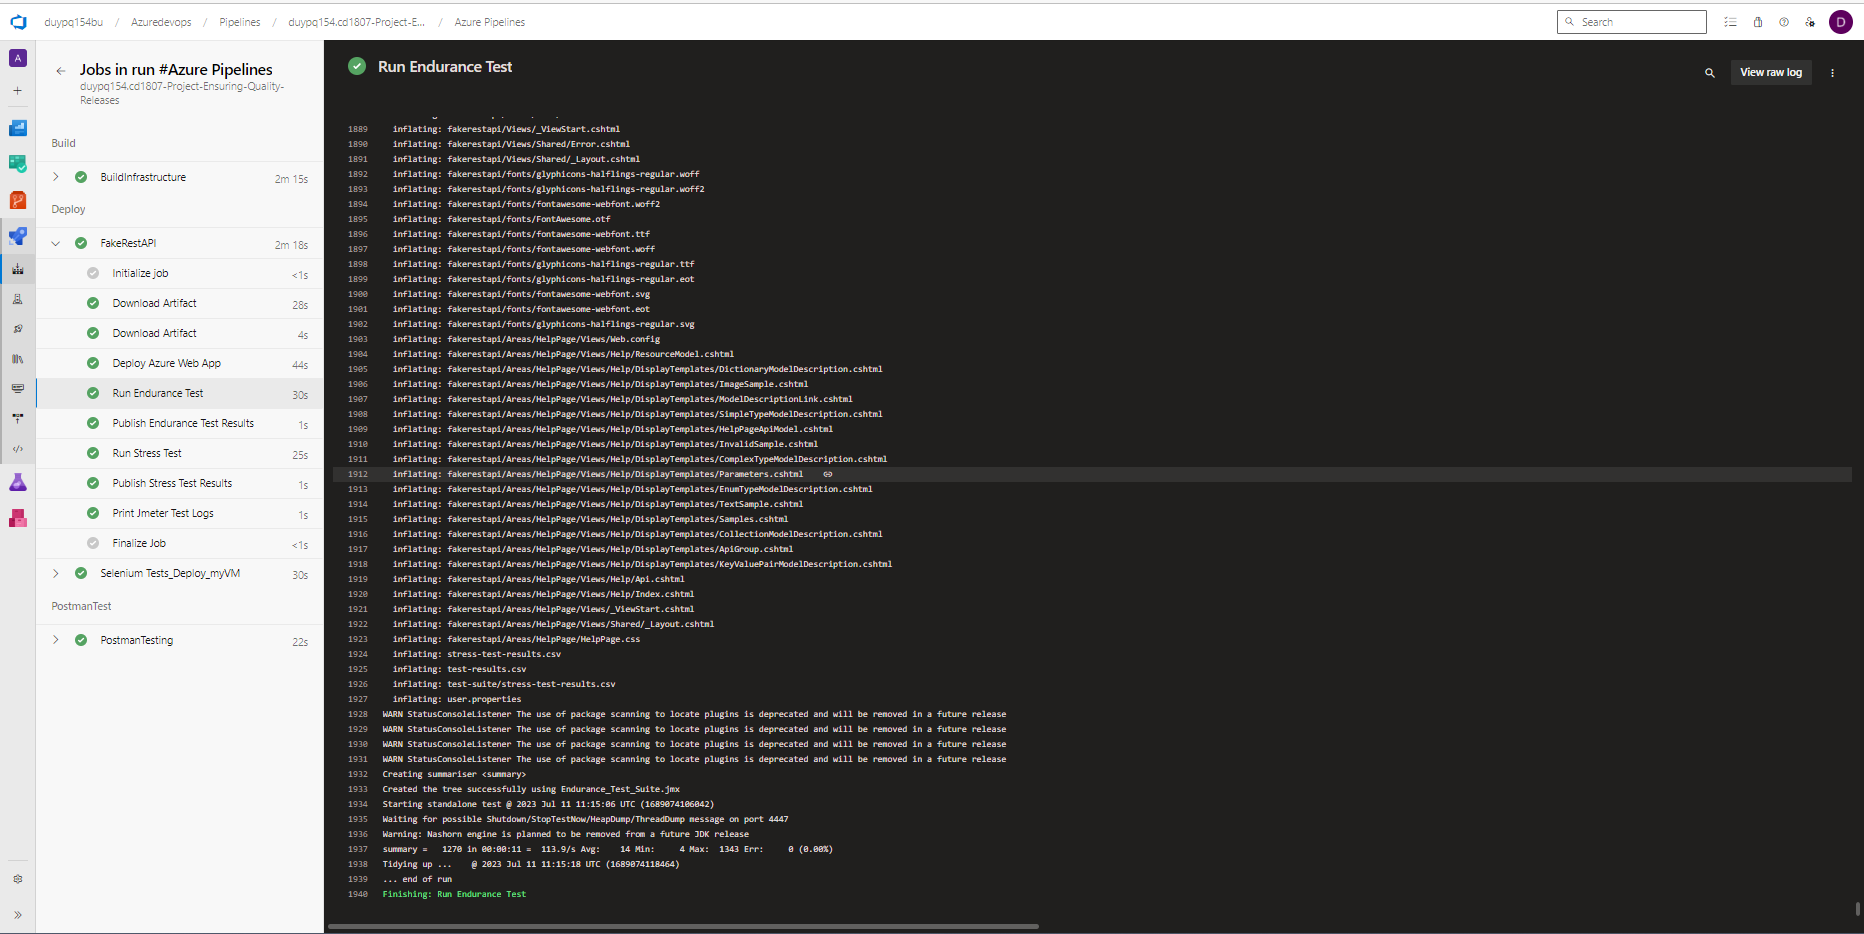 duypq154bu / Azuredevops / Pipelines / duypq154.cd1807-Project-E... / Azure Pipelines
Search
D
A
Jobs in run #Azure Pipelines
duypq154.cd1807-Project-Ensuring-Quality-
Releases
Build
BuildInfrastructure 2m 15s
Deploy
FakeRestAPI 2m 18s
Initialize job <1s
Download Artifact 28s
Download Artifact 4s
Deploy Azure Web App 44s
Run Endurance Test 30s
Publish Endurance Test Results 1s
Run Stress Test 25s
Publish Stress Test Results 1s
Print Jmeter Test Logs 1s
Finalize Job <1s
Selenium Tests_Deploy_myVM 30s
PostmanTest
PostmanTesting 22s
Run Endurance Test
View raw log
1889 inflating: fakerestapi/Views/_ViewStart.cshtml
1890 inflating: fakerestapi/Views/Shared/Error.cshtml
1891 inflating: fakerestapi/Views/Shared/_Layout.cshtml
1892 inflating: fakerestapi/fonts/glyphicons-halflings-regular.woff
1893 inflating: fakerestapi/fonts/glyphicons-halflings-regular.woff2
1894 inflating: fakerestapi/fonts/fontawesome-webfont.woff2
1895 inflating: fakerestapi/fonts/FontAwesome.otf
1896 inflating: fakerestapi/fonts/fontawesome-webfont.ttf
1897 inflating: fakerestapi/fonts/fontawesome-webfont.woff
1898 inflating: fakerestapi/fonts/glyphicons-halflings-regular.ttf
1899 inflating: fakerestapi/fonts/glyphicons-halflings-regular.eot
1900 inflating: fakerestapi/fonts/fontawesome-webfont.svg
1901 inflating: fakerestapi/fonts/fontawesome-webfont.eot
1902 inflating: fakerestapi/fonts/glyphicons-halflings-regular.svg
1903 inflating: fakerestapi/Areas/HelpPage/Views/Web.config
1904 inflating: fakerestapi/Areas/HelpPage/Views/Help/ResourceModel.cshtml
1905 inflating: fakerestapi/Areas/HelpPage/Views/Help/DisplayTemplates/DictionaryModelDescription.cshtml
1906 inflating: fakerestapi/Areas/HelpPage/Views/Help/DisplayTemplates/ImageSample.cshtml
1907 inflating: fakerestapi/Areas/HelpPage/Views/Help/DisplayTemplates/ModelDescriptionLink.cshtml
1908 inflating: fakerestapi/Areas/HelpPage/Views/Help/DisplayTemplates/SimpleTypeModelDescription.cshtml
1909 inflating: fakerestapi/Areas/HelpPage/Views/Help/DisplayTemplates/HelpPageApiModel.cshtml
1910 inflating: fakerestapi/Areas/HelpPage/Views/Help/DisplayTemplates/InvalidSample.cshtml
1911 inflating: fakerestapi/Areas/HelpPage/Views/Help/DisplayTemplates/ComplexTypeModelDescription.cshtml
1912 inflating: fakerestapi/Areas/HelpPage/Views/Help/DisplayTemplates/Parameters.cshtml
1913 inflating: fakerestapi/Areas/HelpPage/Views/Help/DisplayTemplates/EnumTypeModelDescription.cshtml
1914 inflating: fakerestapi/Areas/HelpPage/Views/Help/DisplayTemplates/TextSample.cshtml
1915 inflating: fakerestapi/Areas/HelpPage/Views/Help/DisplayTemplates/Samples.cshtml
1916 inflating: fakerestapi/Areas/HelpPage/Views/Help/DisplayTemplates/CollectionModelDescription.cshtml
1917 inflating: fakerestapi/Areas/HelpPage/Views/Help/DisplayTemplates/ApiGroup.cshtml
1918 inflating: fakerestapi/Areas/HelpPage/Views/Help/DisplayTemplates/KeyValuePairModelDescription.cshtml
1919 inflating: fakerestapi/Areas/HelpPage/Views/Help/Api.cshtml
1920 inflating: fakerestapi/Areas/HelpPage/Views/Help/Index.cshtml
1921 inflating: fakerestapi/Areas/HelpPage/Views/_ViewStart.cshtml
1922 inflating: fakerestapi/Areas/HelpPage/Views/Shared/_Layout.cshtml
1923 inflating: fakerestapi/Areas/HelpPage/HelpPage.css
1924 inflating: stress-test-results.csv
1925 inflating: test-results.csv
1926 inflating: test-suite/stress-test-results.csv
1927 inflating: user.properties
1928 WARN StatusConsoleListener The use of package scanning to locate plugins is deprecated and will be removed in a future release
1929 WARN StatusConsoleListener The use of package scanning to locate plugins is deprecated and will be removed in a future release
1930 WARN StatusConsoleListener The use of package scanning to locate plugins is deprecated and will be removed in a future release
1931 WARN StatusConsoleListener The use of package scanning to locate plugins is deprecated and will be removed in a future release
1932 Creating summariser <summary>
1933 Created the tree successfully using Endurance_Test_Suite.jmx
1934 Starting standalone test @ 2023 Jul 11 11:15:06 UTC (1689074106042)
1935 Waiting for possible Shutdown/StopTestNow/HeapDump/ThreadDump message on port 4447
1936 Warning: Nashorn engine is planned to be removed from a future JDK release
1937 summary = 1270 in 00:00:11 = 113.9/s Avg: 14 Min: 4 Max: 1343 Err: 0 (0.00%)
1938 Tidying up ... @ 2023 Jul 11 11:15:18 UTC (1689074118464)
1939 ... end of run
1940 Finishing: Run Endurance Test